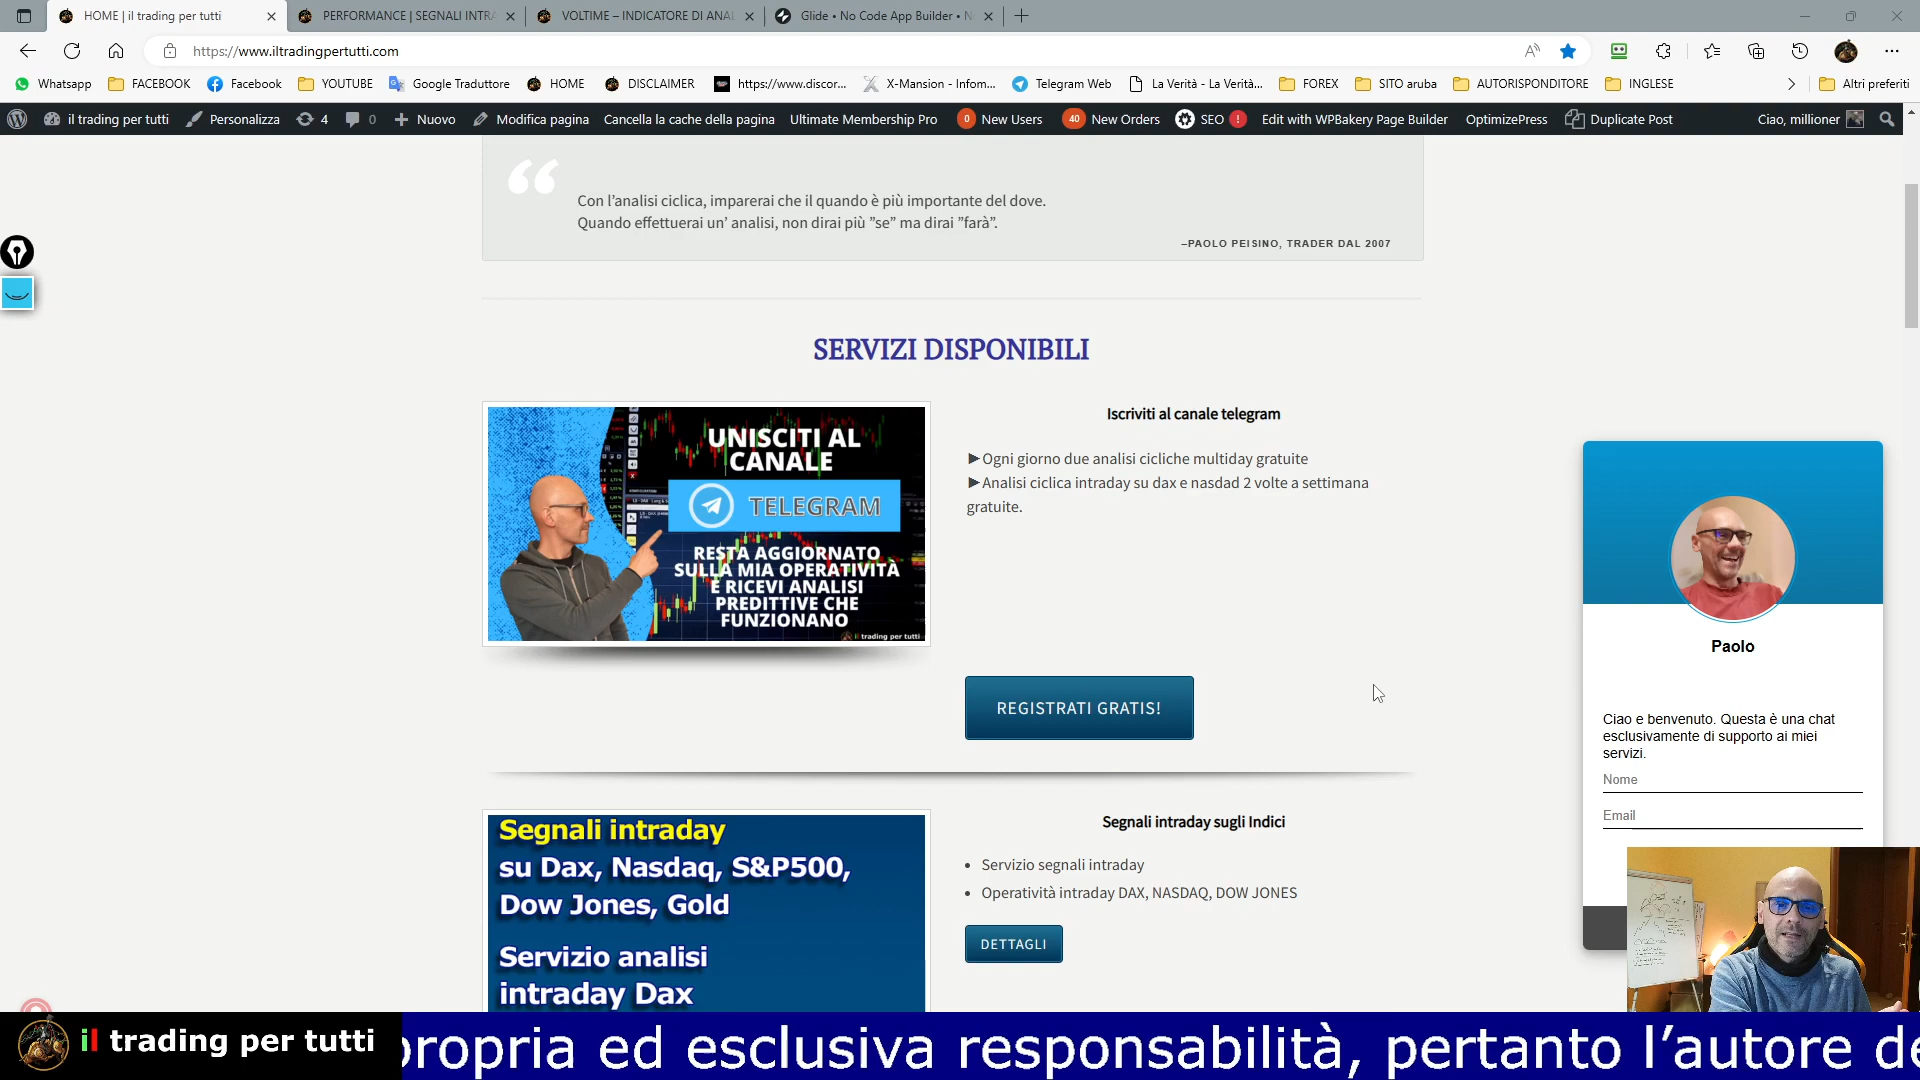 HOME | il trading per tutti
PERFORMANCE | SEGNALI INTRA
VOLTIME – INDICATORE DI ANAL
Glide • No Code App Builder • N
https://www.iltradingpertutti.com
Whatsapp
FACEBOOK
Facebook
YOUTUBE
Google Traduttore
HOME
DISCLAIMER
https://www.discor...
X-Mansion - Infom...
Telegram Web
La Verità - La Verità...
FOREX
SITO aruba
AUTORISPONDITORE
INGLESE
Altri preferiti
il trading per tutti
Personalizza
4
0
Nuovo
Modifica pagina
Cancella la cache della pagina
Ultimate Membership Pro
0 New Users
40 New Orders
SEO !
Edit with WPBakery Page Builder
OptimizePress
Duplicate Post
Ciao, millioner
Con l’analisi ciclica, imparerai che il quando è più importante del dove.
Quando effettuerai un’ analisi, non dirai più ”se” ma dirai ”farà”.
–PAOLO PEISINO, TRADER DAL 2007
SERVIZI DISPONIBILI
UNISCITI AL
CANALE
TELEGRAM
RESTA AGGIORNATO
SULLA MIA OPERATIVITÀ
E RICEVI ANALISI
PREDITTIVE CHE
FUNZIONANO
il trading per tutti
Iscriviti al canale telegram
►Ogni giorno due analisi cicliche multiday gratuite
►Analisi ciclica intraday su dax e nasdad 2 volte a settimana
gratuite.
REGISTRATI GRATIS!
Segnali intraday
su Dax, Nasdaq, S&P500,
Dow Jones, Gold
Servizio analisi
intraday Dax
Segnali intraday sugli Indici
• Servizio segnali intraday
• Operatività intraday DAX, NASDAQ, DOW JONES
DETTAGLI
Paolo
Ciao e benvenuto. Questa è una chat
esclusivamente di supporto ai miei
servizi.
Nome
Email
il trading per tutti
propria ed esclusiva responsabilità, pertanto l’autore de